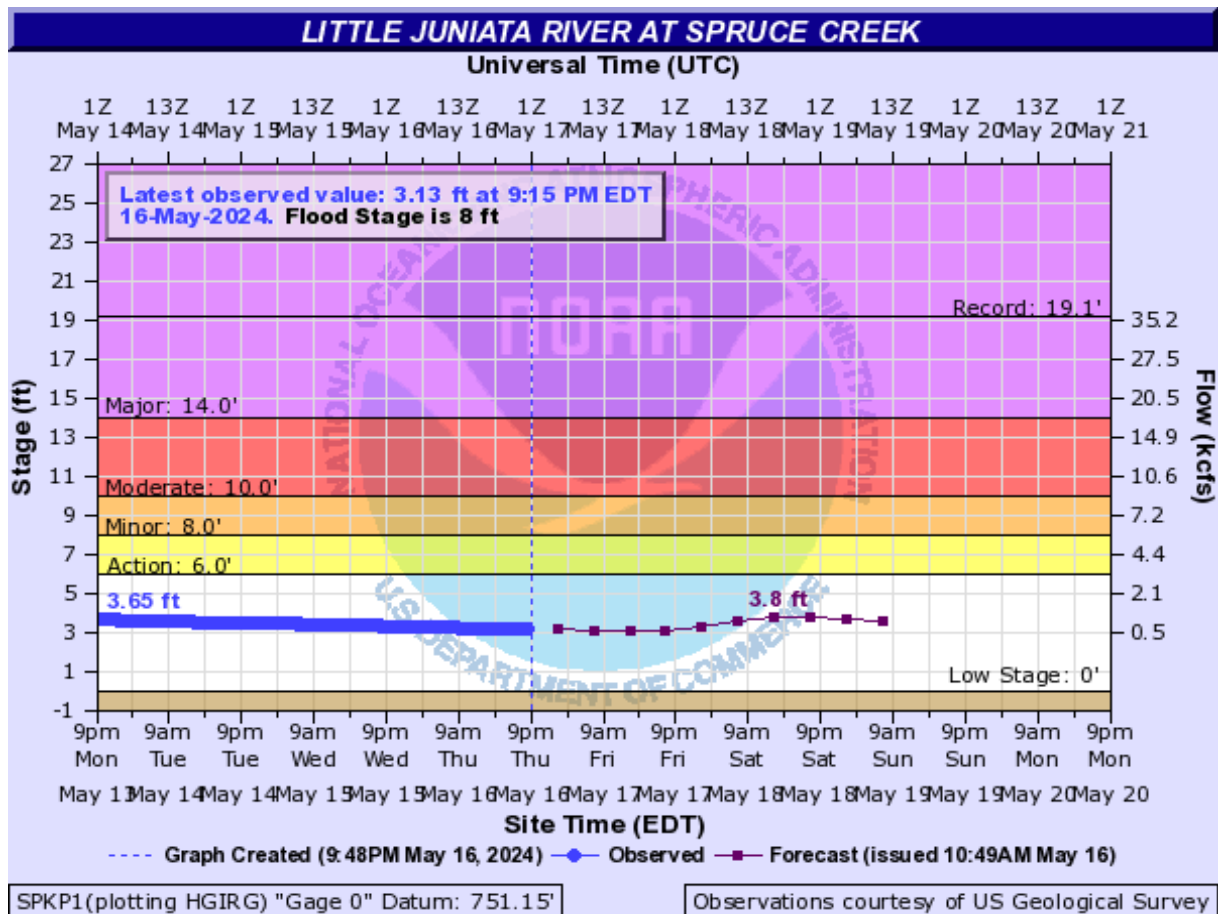 LITTLE JUNIATA RIVER AT SPRUCE CREEK
Universal Time (UTC)
1Z 13Z 1Z 13Z 1Z 13Z 1Z 13Z 1Z 13Z 1Z 13Z 1Z 13Z 1Z
May 14 May 14 May 15 May 15 May 16 May 16 May 17 May 17 May 18 May 18 May 19 May 19 May 20 May 20 May 21
Latest observed value: 3.13 ft at 9:15 PM EDT
16-May-2024. Flood Stage is 8 ft
NATIONAL OCEANIC AND ATMOSPHERIC ADMINISTRATION
NOAA
U.S. DEPARTMENT OF COMMERCE
Stage (ft)
27
25
23
21
19
17
15
13
11
9
7
5
3
1
-1
Record: 19.1'
Major: 14.0'
Moderate: 10.0'
Minor: 8.0'
Action: 6.0'
3.65 ft
3.8 ft
Low Stage: 0'
35.2
27.5
20.5
14.9
10.6
7.2
4.4
2.1
0.5
Flow (kcfs)
9pm 9am 9pm 9am 9pm 9am 9pm 9am 9pm 9am 9pm 9am 9pm 9am 9pm
Mon Tue Tue Wed Wed Thu Thu Fri Fri Sat Sat Sun Sun Mon Mon
May 13 May 14 May 14 May 15 May 15 May 16 May 16 May 17 May 17 May 18 May 18 May 19 May 19 May 20 May 20
Site Time (EDT)
Graph Created (9:48PM May 16, 2024) Observed Forecast (issued 10:49AM May 16)
SPKP1(plotting HGIRG) "Gage 0" Datum: 751.15'
Observations courtesy of US Geological Survey